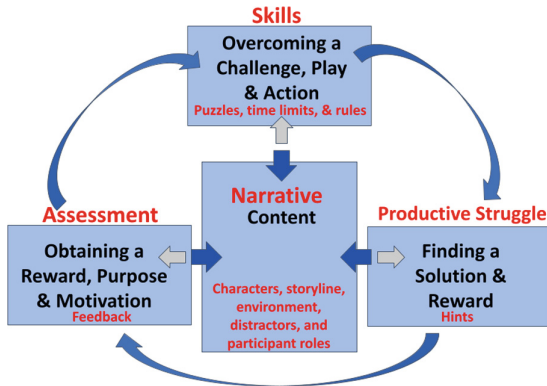 Skills
Overcoming a
Challenge, Play
& Action
Puzzles, time limits, & rules
Narrative
Content
Characters, storyline,
environment,
distractors, and
participant roles
Assessment
Obtaining a
Reward, Purpose
& Motivation
Feedback
Productive Struggle
Finding a
Solution &
Reward
Hints